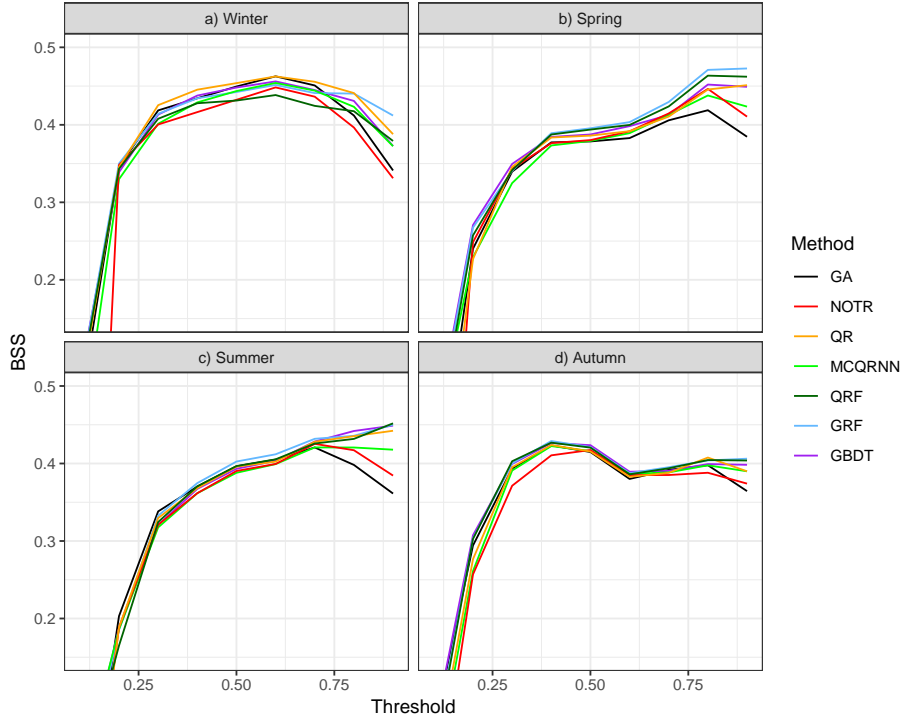 a) Winter
b) Spring
0.5
0.4
0.3
0.2
c) Summer
d) Autumn
0.5
0.4
0.3
0.2
BSS
0.25
0.50
0.75
0.25
0.50
0.75
Threshold
Method
GA
NOTR
QR
MCQRNN
QRF
GRF
GBDT